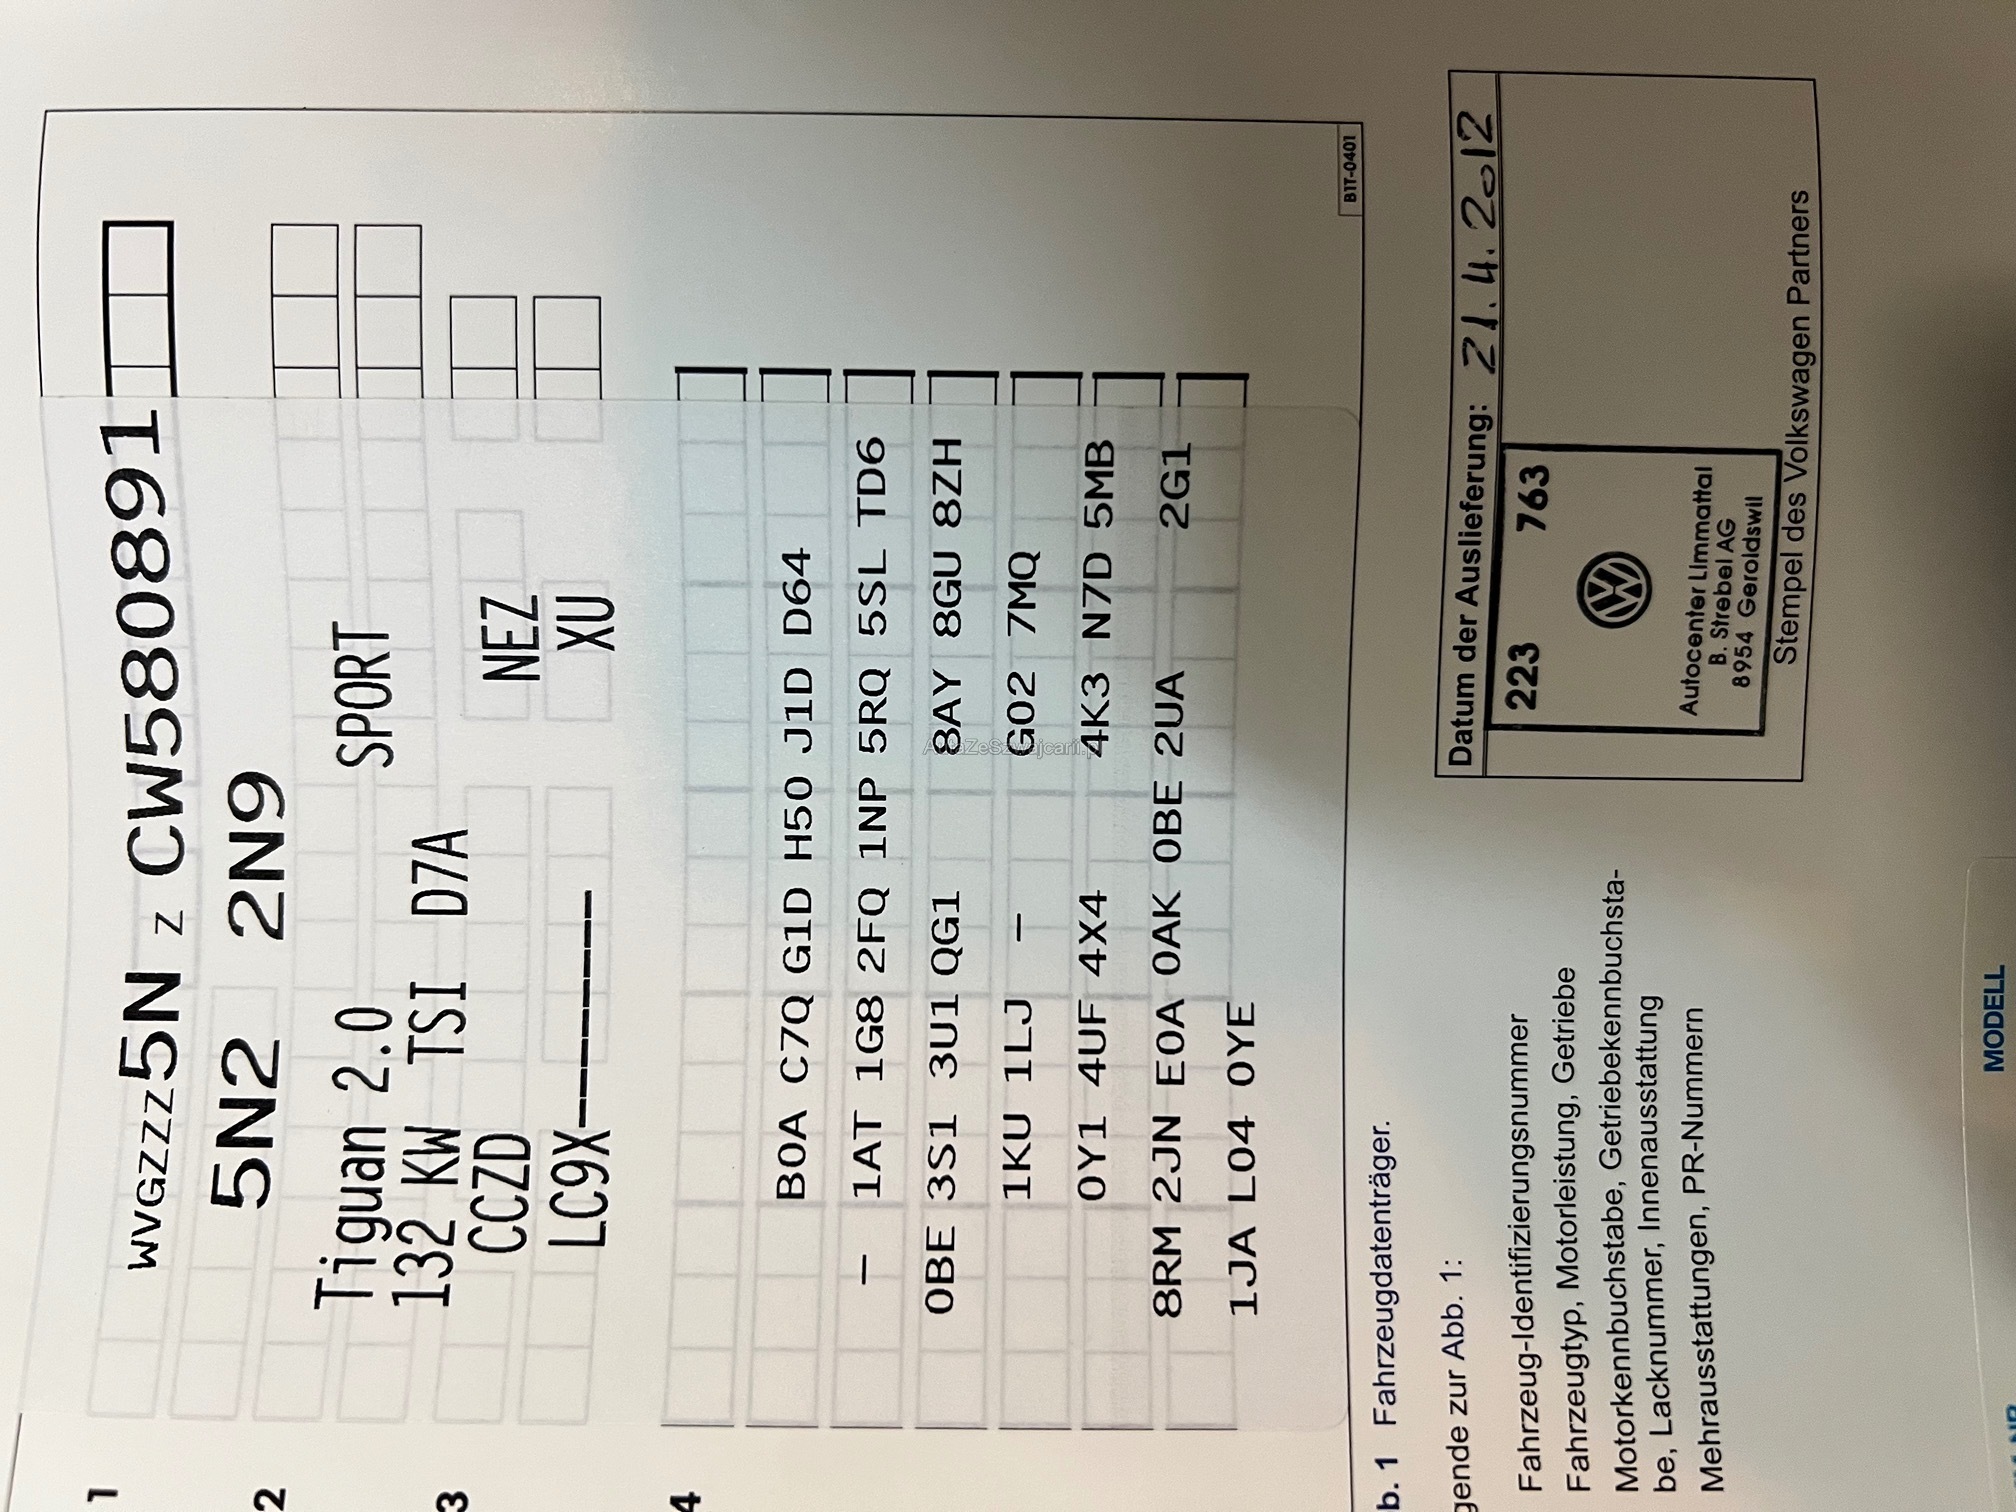 1
WVGZZZ5N Z CW580891
5N2 2N9
2
Tiguan 2.0 SPORT
132 KW TSI D7A
3
CCZD NEZ
LC9X------- XU
4
B0A C7Q G1D H50 J1D D64
- 1AT 1G8 2FQ 1NP 5RQ 5SL TD6
0BE 3S1 3U1 QG1 8AY 8GU 8ZH
1KU 1LJ - G02 7MQ
0Y1 4UF 4X4 4K3 N7D 5MB
8RM 2JN E0A 0AK 0BE 2UA 2G1
1JA L04 0YE
AutaZeSzwajcarii.pl
B1T-0401
b. 1 Fahrzeugdatenträger.
gende zur Abb. 1:
Fahrzeug-Identifizierungsnummer
Fahrzeugtyp, Motorleistung, Getriebe
Motorkennbuchstabe, Getriebekennbuchsta-
be, Lacknummer, Innenausstattung
Mehrausstattungen, PR-Nummern
Datum der Auslieferung: 21.4.2012
223 763
VW
Autocenter Limmattal
B. Strebel AG
8954 Geroldswil
Stempel des Volkswagen Partners
MODELL